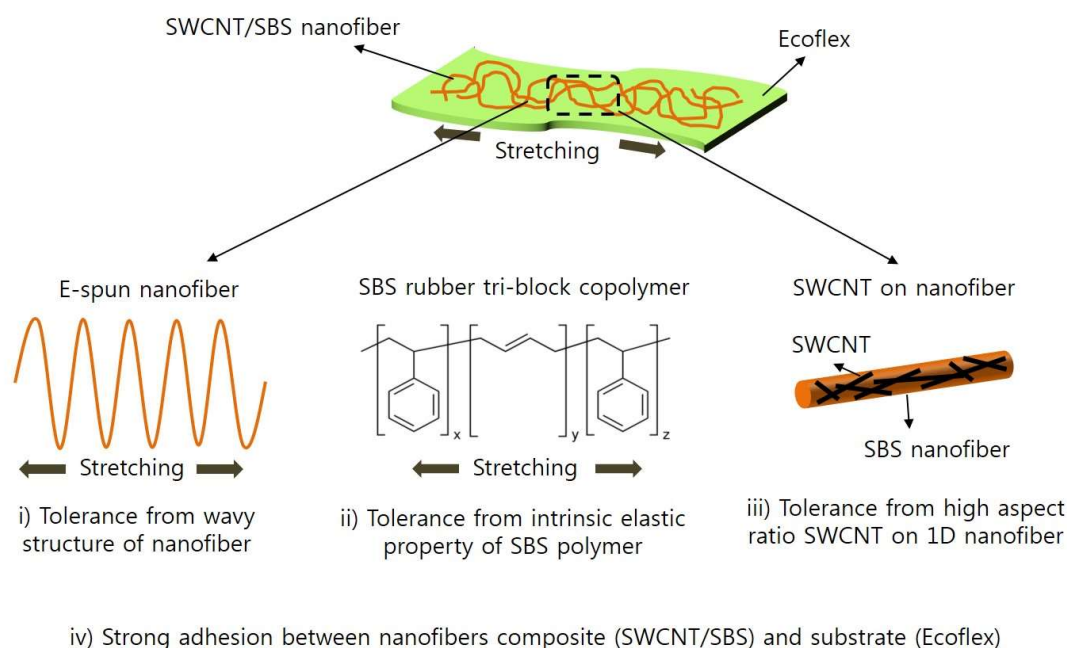 SWCNT/SBS nanofiber
Ecoflex
Stretching
E-spun nanofiber
SBS rubber tri-block copolymer
SWCNT on nanofiber
SWCNT
x
y
z
SBS nanofiber
Stretching
Stretching
i) Tolerance from wavy
structure of nanofiber
ii) Tolerance from intrinsic elastic
property of SBS polymer
iii) Tolerance from high aspect
ratio SWCNT on 1D nanofiber
iv) Strong adhesion between nanofibers composite (SWCNT/SBS) and substrate (Ecoflex)